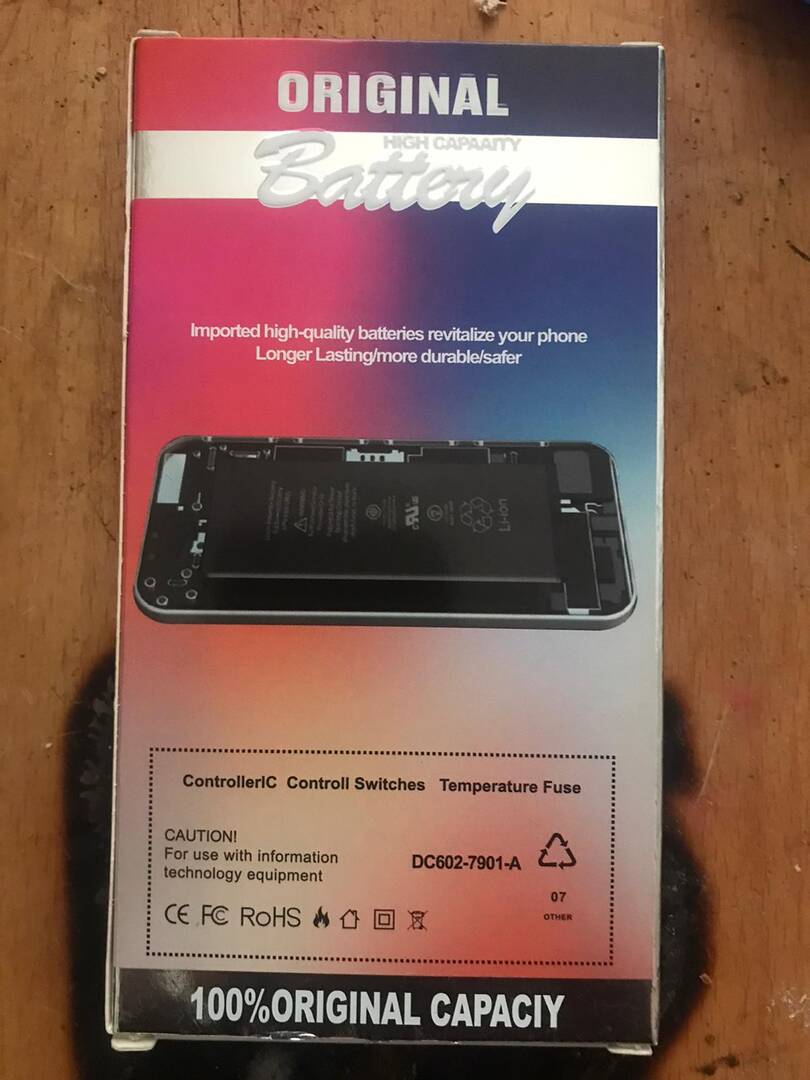 ORIGINAL
HIGH CAPAAITY
Battery
Imported high-quality batteries revitalize your phone
Longer Lasting/more durable/safer
Li-ion
ControllerIC Controll Switches Temperature Fuse
CAUTION!
For use with information
technology equipment
DC602-7901-A
07
OTHER
CE FC RoHS
100%ORIGINAL CAPACIY